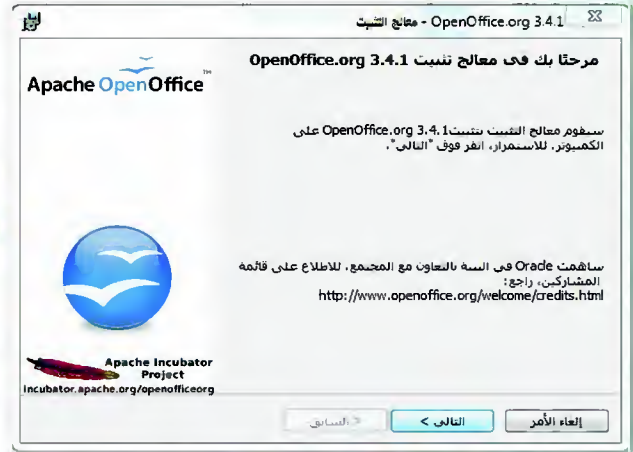 OpenOffice.org 3.4.1 - معالج التثبيت
Apache OpenOffice™
مرحبًا بك في معالج تثبيت OpenOffice.org 3.4.1
سيقوم معالج التثبيت بتثبيت OpenOffice.org 3.4.1 على
الكمبيوتر. للاستمرار، انقر فوق "التالي".
ساهمت Oracle في البنية بالتعاون مع المجتمع. للاطلاع على قائمة
المشاركين، راجع:
http://www.openoffice.org/welcome/credits.html
Apache Incubator
Project
incubator.apache.org/openofficeorg
إلغاء الأمر
التالي >
< السابق